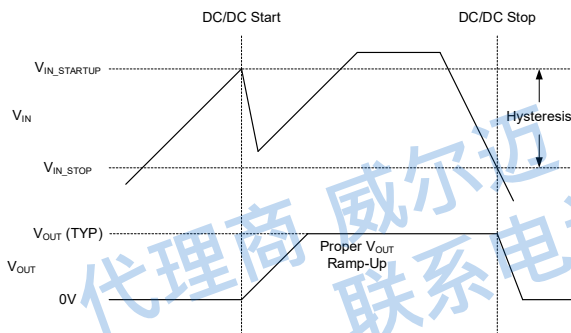 DC/DC Start
DC/DC Stop
VIN_STARTUP
VIN
Hysteresis
VIN_STOP
VOUT (TYP)
Proper VOUT
Ramp-Up
VOUT
0V
代理商 威尔迈
联系电